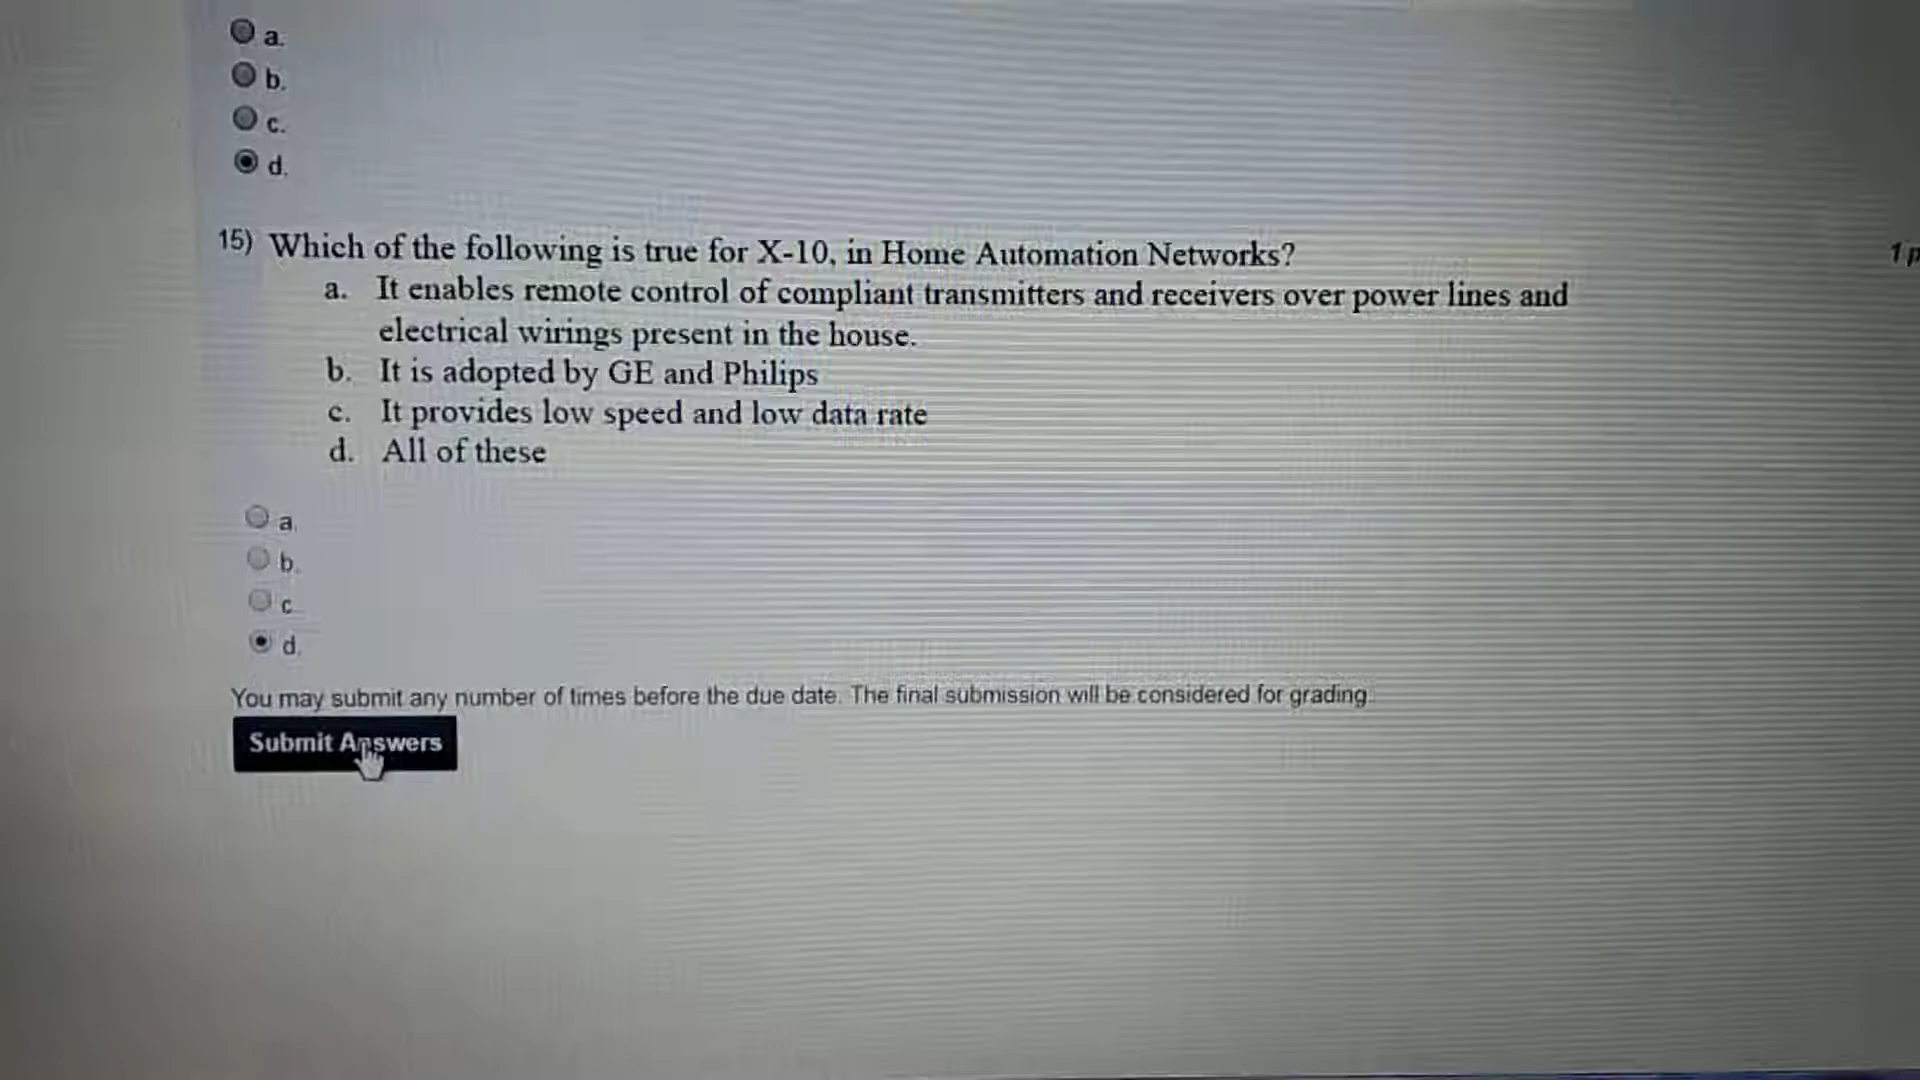 a.
b.
c.
d.
15) Which of the following is true for X-10, in Home Automation Networks?
1 p
a. It enables remote control of compliant transmitters and receivers over power lines and
electrical wirings present in the house.
b. It is adopted by GE and Philips
c. It provides low speed and low data rate
d. All of these
a.
b.
c.
d.
You may submit any number of times before the due date. The final submission will be considered for grading.
Submit Answers